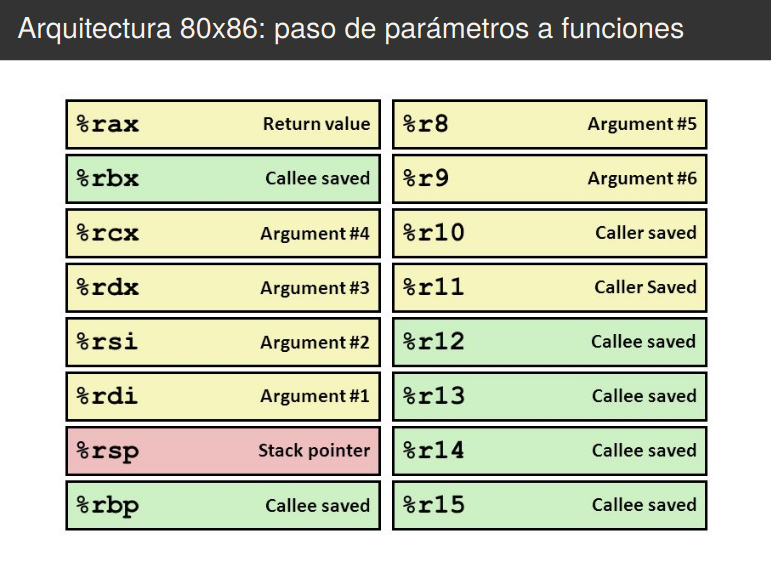 Arquitectura 80x86: paso de parámetros a funciones
%rax Return value
%rbx Callee saved
%rcx Argument #4
%rdx Argument #3
%rsi Argument #2
%rdi Argument #1
%rsp Stack pointer
%rbp Callee saved
%r8 Argument #5
%r9 Argument #6
%r10 Caller saved
%r11 Caller Saved
%r12 Callee saved
%r13 Callee saved
%r14 Callee saved
%r15 Callee saved